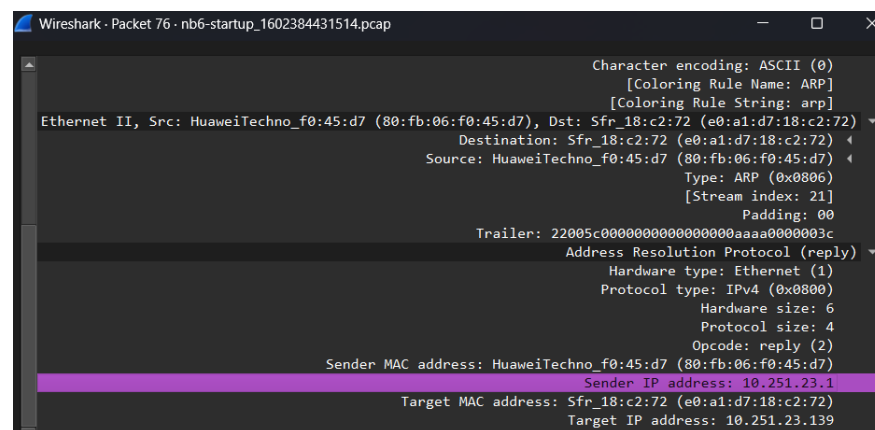 Wireshark · Packet 76 · nb6-startup_1602384431514.pcap
Character encoding: ASCII (0)
[Coloring Rule Name: ARP]
[Coloring Rule String: arp]
Ethernet II, Src: HuaweiTechno_f0:45:d7 (80:fb:06:f0:45:d7), Dst: Sfr_18:c2:72 (e0:a1:d7:18:c2:72)
Destination: Sfr_18:c2:72 (e0:a1:d7:18:c2:72)
Source: HuaweiTechno_f0:45:d7 (80:fb:06:f0:45:d7)
Type: ARP (0x0806)
[Stream index: 21]
Padding: 00
Trailer: 22005c0000000000000000aaaa0000003c
Address Resolution Protocol (reply)
Hardware type: Ethernet (1)
Protocol type: IPv4 (0x0800)
Hardware size: 6
Protocol size: 4
Opcode: reply (2)
Sender MAC address: HuaweiTechno_f0:45:d7 (80:fb:06:f0:45:d7)
Sender IP address: 10.251.23.1
Target MAC address: Sfr_18:c2:72 (e0:a1:d7:18:c2:72)
Target IP address: 10.251.23.139